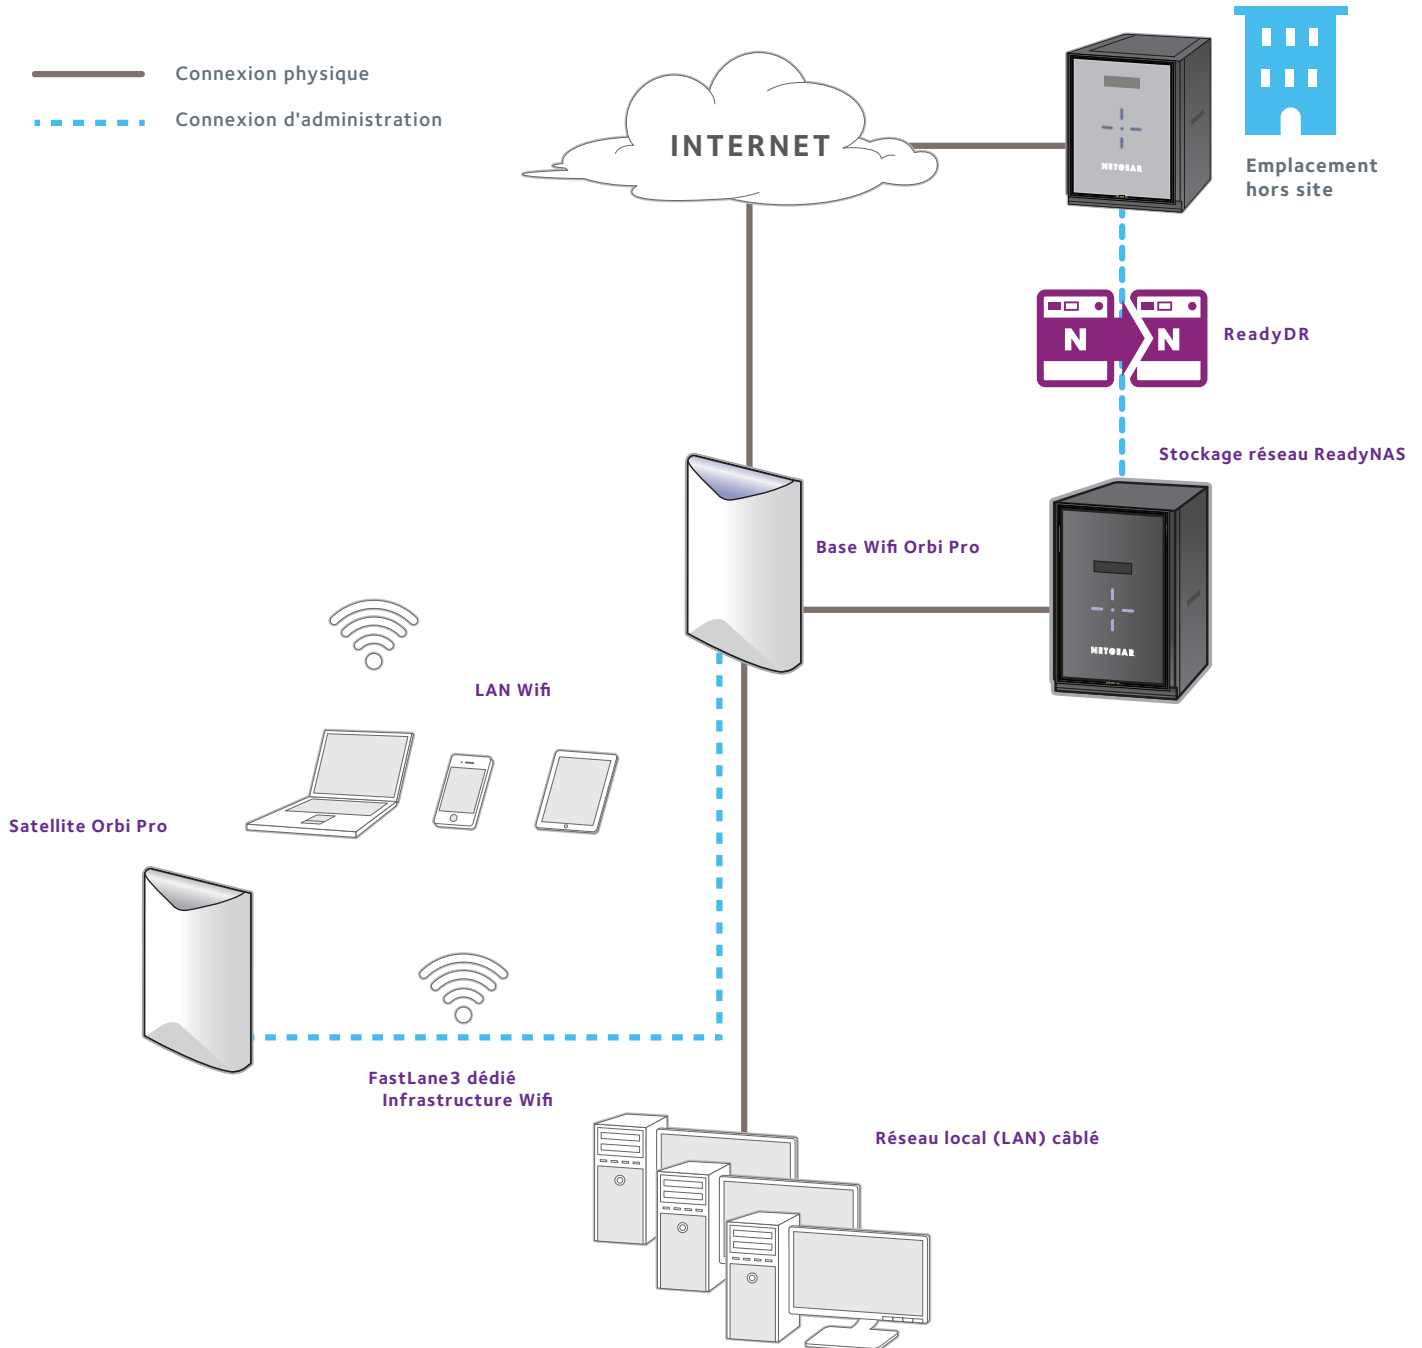 Connexion physique
Connexion d'administration
INTERNET
NETGEAR
Emplacement
hors site
N N
ReadyDR
Stockage réseau ReadyNAS
Base Wifi Orbi Pro
NETGEAR
LAN Wifi
Satellite Orbi Pro
FastLane3 dédié
Infrastructure Wifi
Réseau local (LAN) câblé